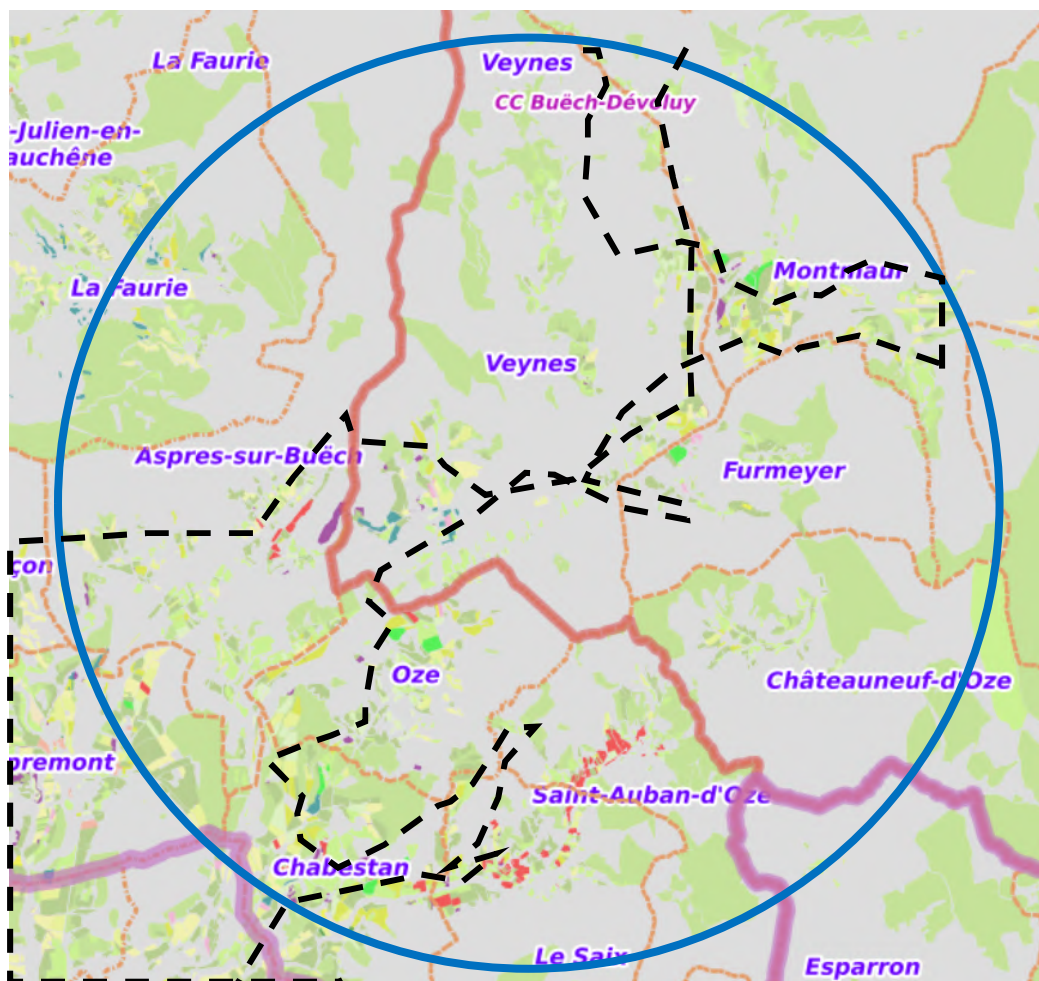 La Faurie
Veynes
CC Buëch-Dévoluy
-Julien-en-
auchêne
Montmaur
La Faurie
Veynes
Aspres-sur-Buëch
Furmeyer
çon
Oze
Châteauneuf-d'Oze
premont
Saint-Auban-d'Oze
Chabestan
Le Saix
Esparron